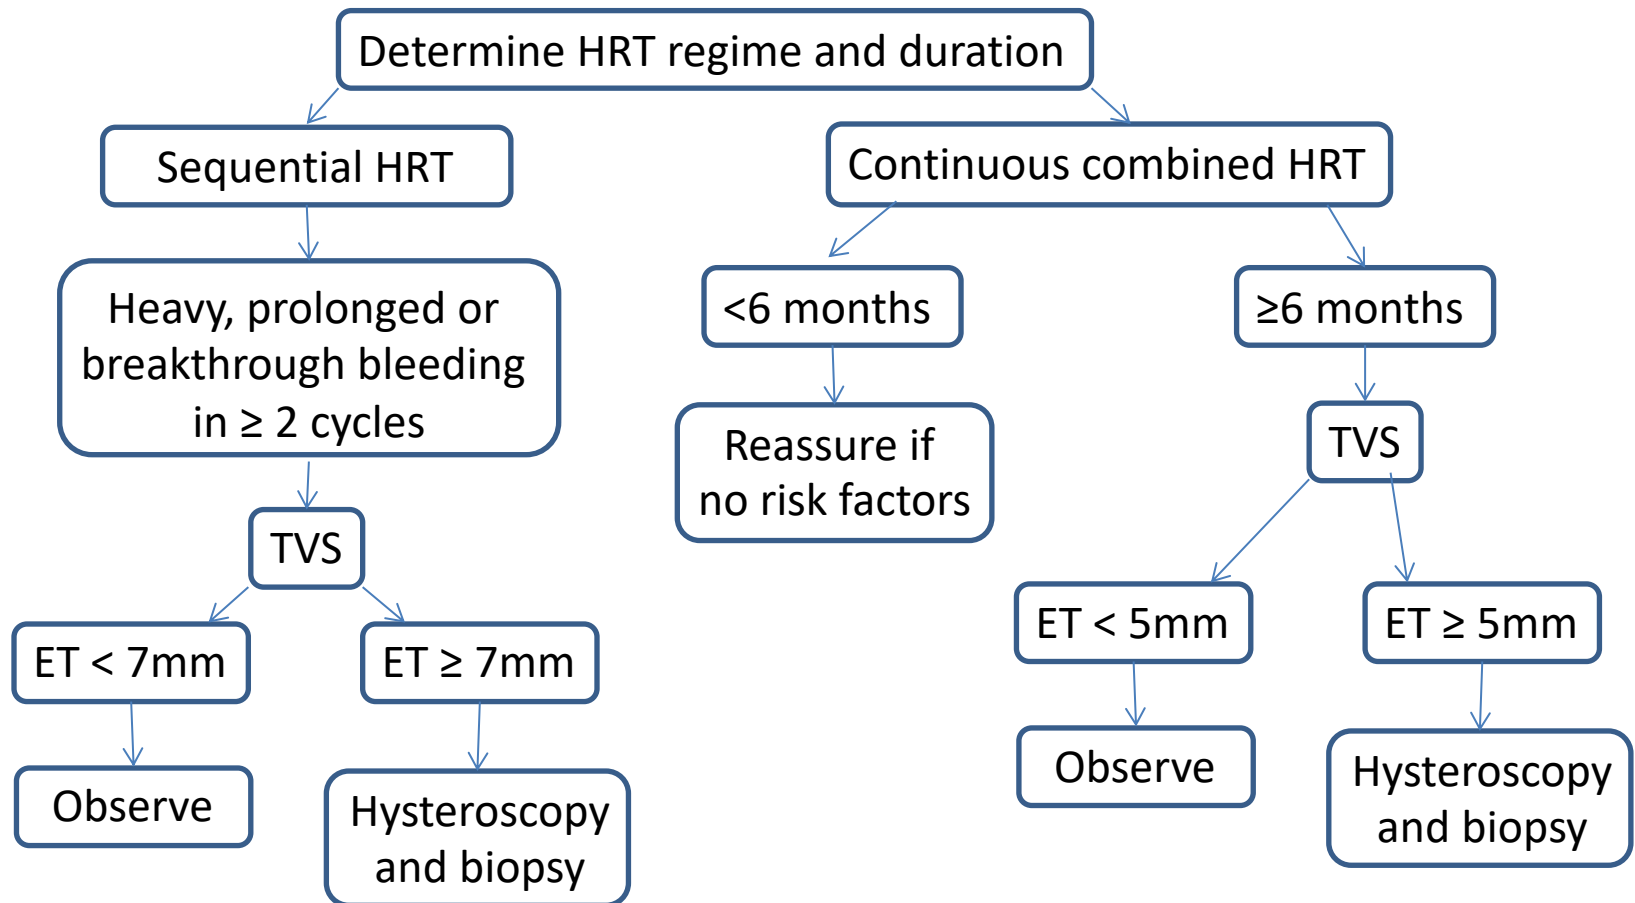 Determine HRT regime and duration
Sequential HRT
Continuous combined HRT
Heavy, prolonged or
breakthrough bleeding
in ≥ 2 cycles
<6 months
≥6 months
Reassure if
no risk factors
TVS
TVS
ET < 7mm
ET ≥ 7mm
ET < 5mm
ET ≥ 5mm
Observe
Hysteroscopy
and biopsy
Observe
Hysteroscopy
and biopsy